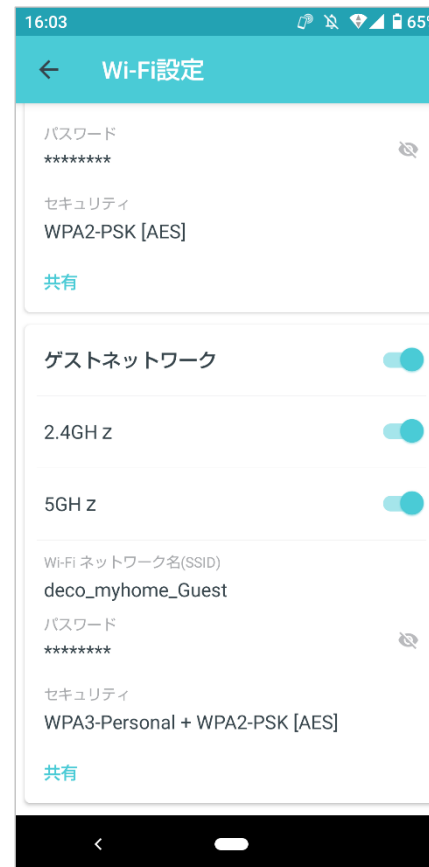 16:03
65%
Wi-Fi設定
パスワード
********
セキュリティ
WPA2-PSK [AES]
共有
ゲストネットワーク
2.4GH z
5GH z
Wi-Fi ネットワーク名(SSID)
deco_myhome_Guest
パスワード
********
セキュリティ
WPA3-Personal + WPA2-PSK [AES]
共有